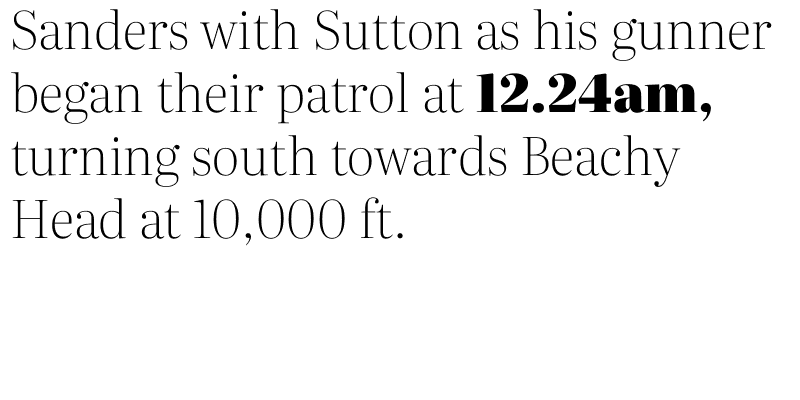 Sanders with Sutton as his gunner
began their patrol at 12.24am,
turning south towards Beachy
Head at 10,000 ft.